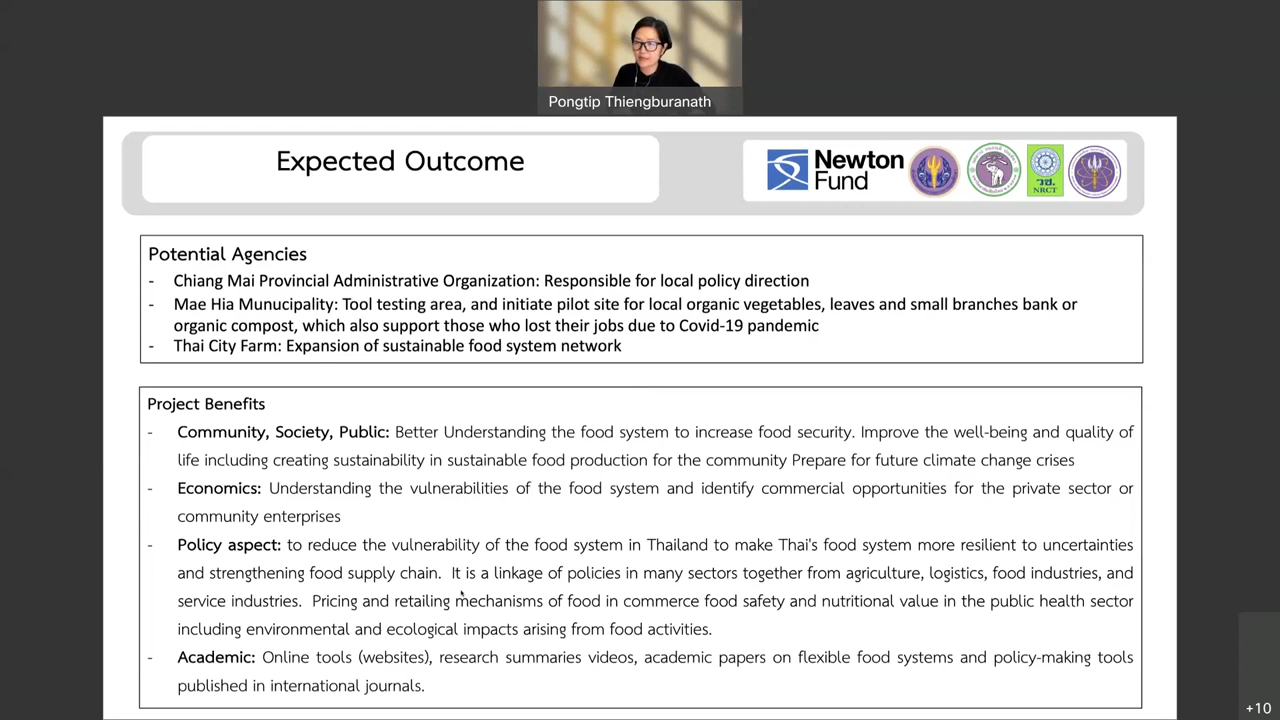 Pongtip Thiengburanath
Expected Outcome
Newton
Fund
วช.
NRCT
Potential Agencies
- Chiang Mai Provincial Administrative Organization: Responsible for local policy direction
- Mae Hia Munucipality: Tool testing area, and initiate pilot site for local organic vegetables, leaves and small branches bank or
organic compost, which also support those who lost their jobs due to Covid-19 pandemic
- Thai City Farm: Expansion of sustainable food system network
Project Benefits
- Community, Society, Public: Better Understanding the food system to increase food security. Improve the well-being and quality of
life including creating sustainability in sustainable food production for the community Prepare for future climate change crises
- Economics: Understanding the vulnerabilities of the food system and identify commercial opportunities for the private sector or
community enterprises
- Policy aspect: to reduce the vulnerability of the food system in Thailand to make Thai's food system more resilient to uncertainties
and strengthening food supply chain. It is a linkage of policies in many sectors together from agriculture, logistics, food industries, and
service industries. Pricing and retailing mechanisms of food in commerce food safety and nutritional value in the public health sector
including environmental and ecological impacts arising from food activities.
- Academic: Online tools (websites), research summaries videos, academic papers on flexible food systems and policy-making tools
published in international journals.
+10